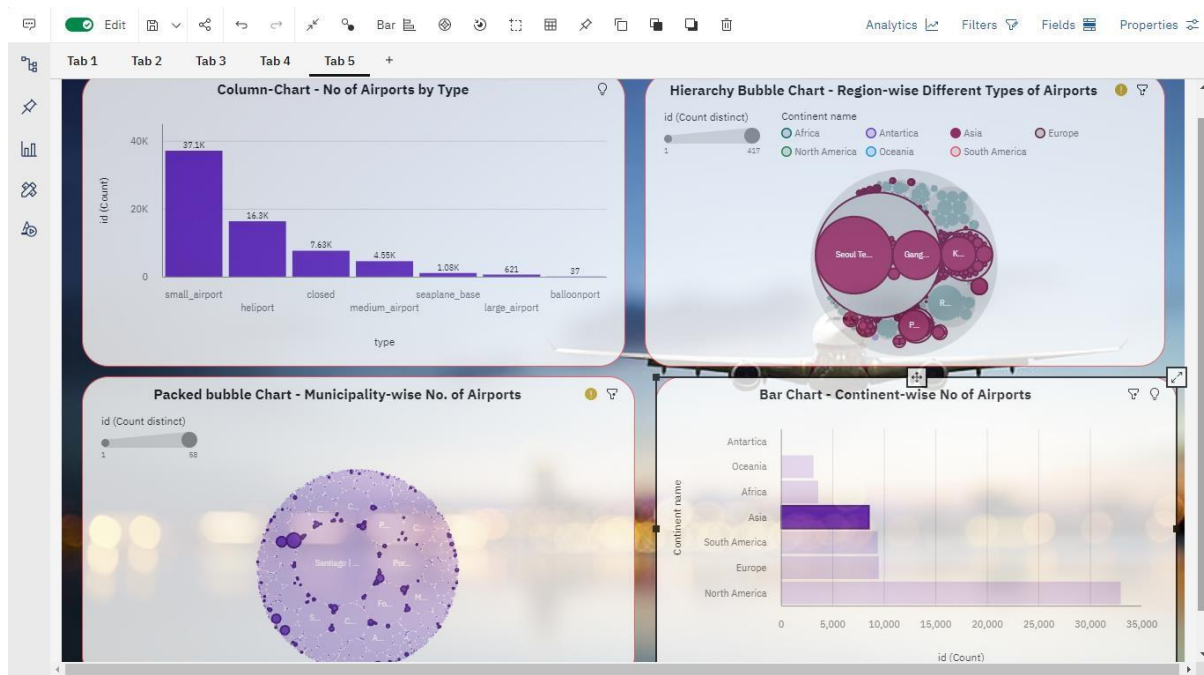 Edit Bar Analytics Filters Fields Properties
Tab 1 Tab 2 Tab 3 Tab 4 Tab 5 +
Column-Chart - No of Airports by Type
id (Count)
40K
20K
0
37.1K
16.3K
7.63K
4.55K
1.08K
621
37
small_airport
heliport
closed
medium_airport
seaplane_base
large_airport
balloonport
type
Hierarchy Bubble Chart - Region-wise Different Types of Airports
id (Count distinct)
1 417
Continent name
Africa Antartica Asia Europe
North America Oceania South America
Seoul Te... Gang... K...
R...
P...
Packed bubble Chart - Municipality-wise No. of Airports
id (Count distinct)
1 68
C... C...
P... C...
Santiago | ... Por...
Fo... M...
S... C...
A...
Bar Chart - Continent-wise No of Airports
Continent name
Antartica
Oceania
Africa
Asia
South America
Europe
North America
0 5,000 10,000 15,000 20,000 25,000 30,000 35,000
id (Count)